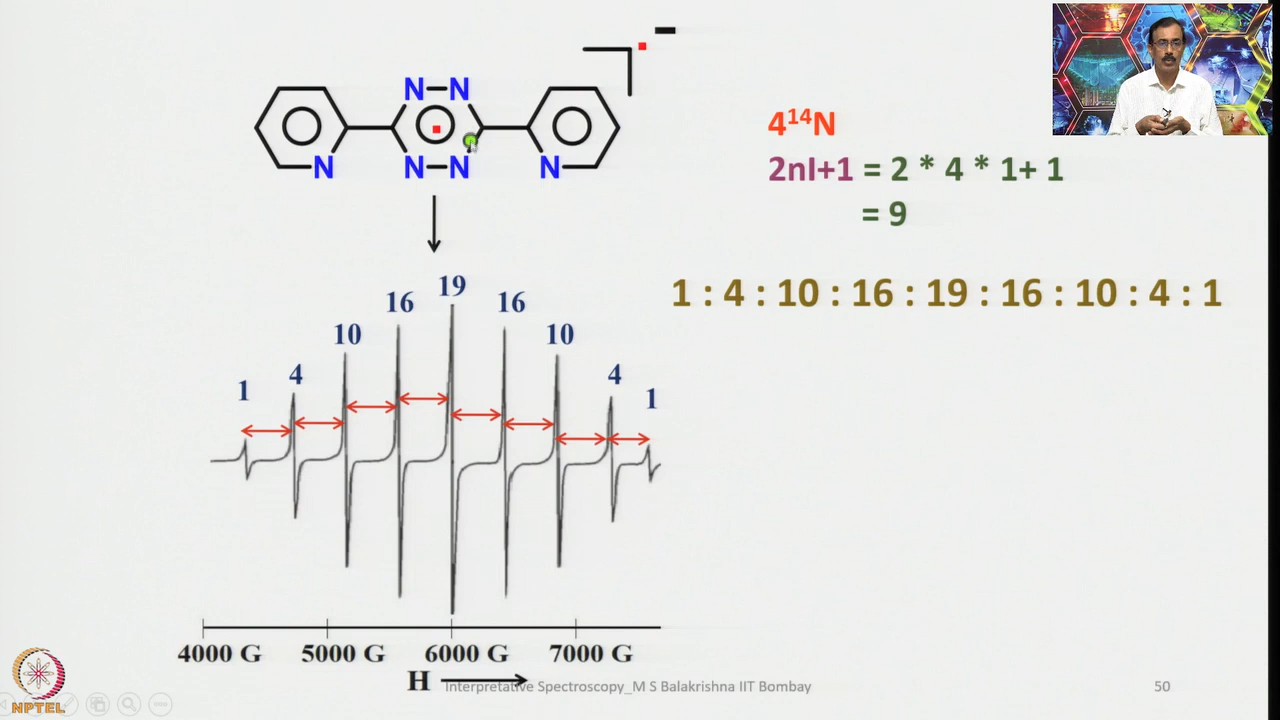 N N
N N N N
4¹⁴N
2nI+1 = 2 * 4 * 1+ 1
= 9
1 : 4 : 10 : 16 : 19 : 16 : 10 : 4 : 1
1 4 10 16 19 16 10 4 1
4000 G 5000 G 6000 G 7000 G
H
Interpretative Spectroscopy_M S Balakrishna IIT Bombay
50
NPTEL